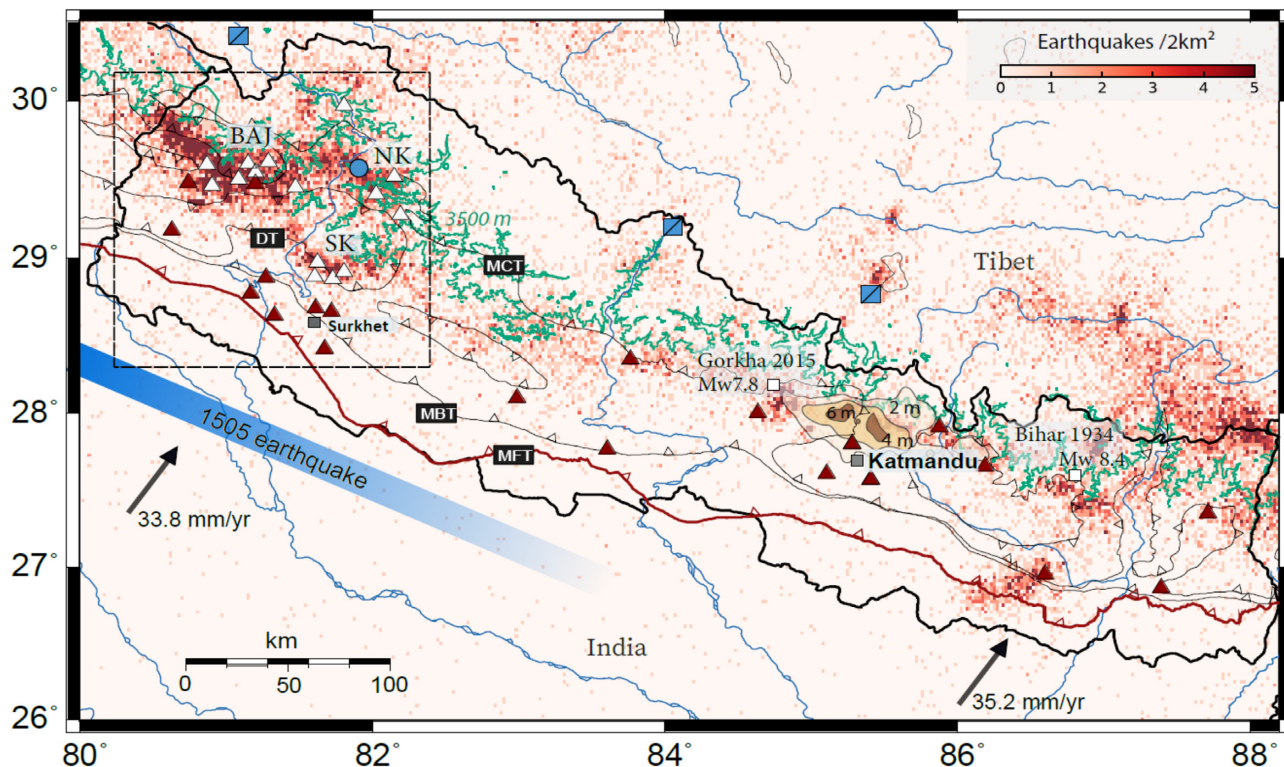 Earthquakes /2km²
0 1 2 3 4 5
30°
BAJ
NK
3500 m
29°
DT
SK
MCT
Tibet
Surkhet
Gorkha 2015
Mw7.8
28°
MBT
6 m
2 m
4 m
Bihar 1934
Mw 8.4
1505 earthquake
MFT
Katmandu
33.8 mm/yr
27°
km
India
0 50 100
35.2 mm/yr
26°
80° 82° 84° 86° 88°